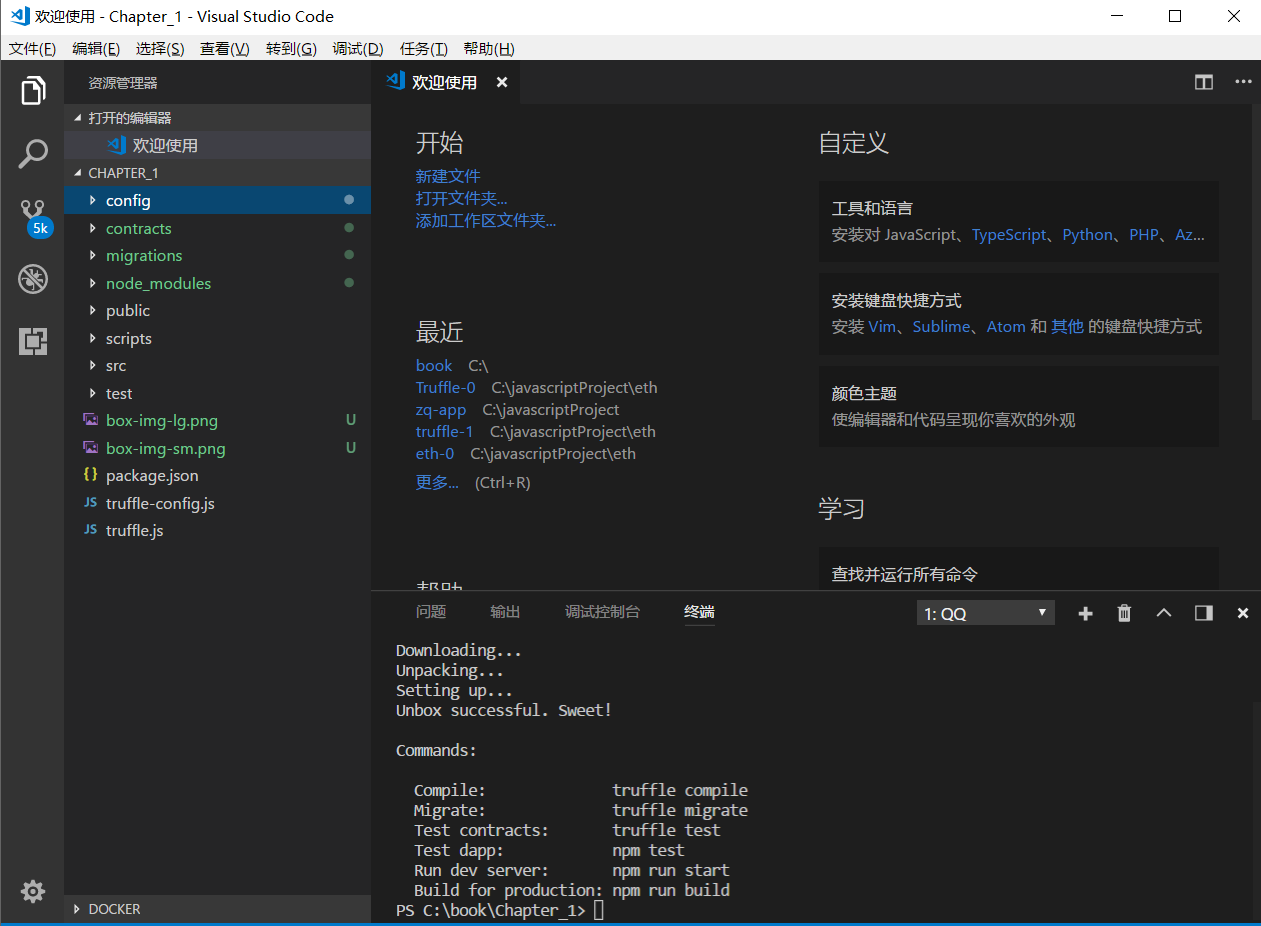 欢迎使用 - Chapter_1 - Visual Studio Code
文件(F) 编辑(E) 选择(S) 查看(V) 转到(G) 调试(D) 任务(T) 帮助(H)
资源管理器
打开的编辑器
欢迎使用
CHAPTER_1
config
contracts
migrations
node_modules
public
scripts
src
test
box-img-lg.png U
box-img-sm.png U
{} package.json
JS truffle-config.js
JS truffle.js
DOCKER
5k
欢迎使用
开始
新建文件
打开文件夹...
添加工作区文件夹...
最近
book C:\
Truffle-0 C:\javascriptProject\eth
zq-app C:\javascriptProject
truffle-1 C:\javascriptProject\eth
eth-0 C:\javascriptProject\eth
更多... (Ctrl+R)
帮助
自定义
工具和语言
安装对 JavaScript、TypeScript、Python、PHP、Az...
安装键盘快捷方式
安装 Vim、Sublime、Atom 和 其他 的键盘快捷方式
颜色主题
使编辑器和代码呈现你喜欢的外观
学习
查找并运行所有命令
问题 输出 调试控制台 终端 1: QQ
Downloading...
Unpacking...
Setting up...
Unbox successful. Sweet!
Commands:
Compile: truffle compile
Migrate: truffle migrate
Test contracts: truffle test
Test dapp: npm test
Run dev server: npm run start
Build for production: npm run build
PS C:\book\Chapter_1>